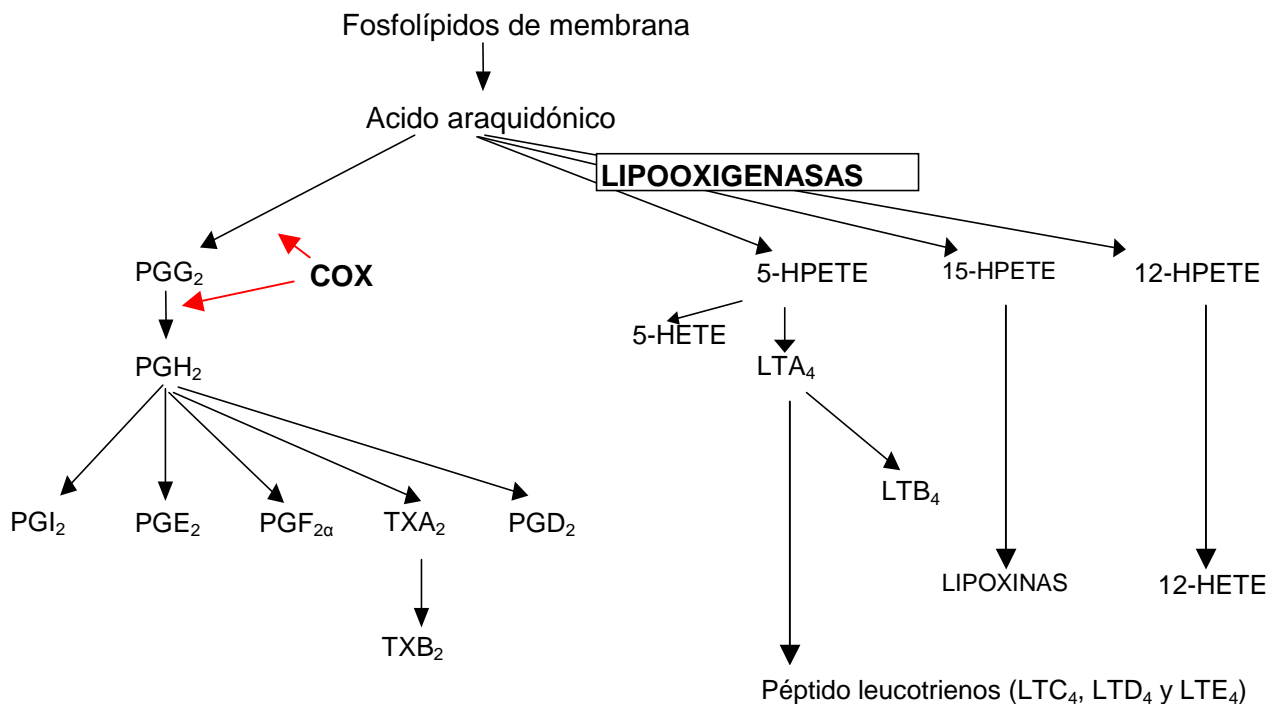 Fosfolípidos de membrana
Acido araquidónico
LIPOOXIGENASAS
PGG₂
COX
5-HPETE
15-HPETE
12-HPETE
5-HETE
PGH₂
LTA₄
LTB₄
PGI₂
PGE₂
PGF₂α
TXA₂
PGD₂
LIPOXINAS
12-HETE
TXB₂
Péptido leucotrienos (LTC₄, LTD₄ y LTE₄)